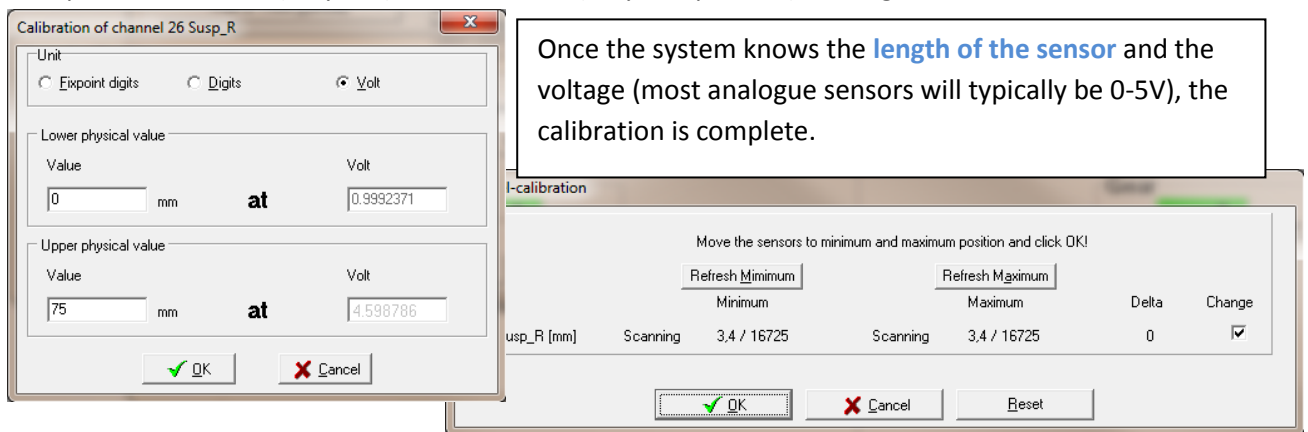 Calibration of channel 26 Susp_R
Unit
Fixpoint digits Digits Volt
Lower physical value
Value Volt
0 mm at 0.9992371
Upper physical value
Value Volt
75 mm at 4.598786
OK Cancel
Once the system knows the length of the sensor and the
voltage (most analogue sensors will typically be 0-5V), the
calibration is complete.
l-calibration
Move the sensors to minimum and maximum position and click OK!
Refresh Mimimum Refresh Maximum
Minimum Maximum Delta Change
usp_R [mm] Scanning 3,4 / 16725 Scanning 3,4 / 16725 0
OK Cancel Reset